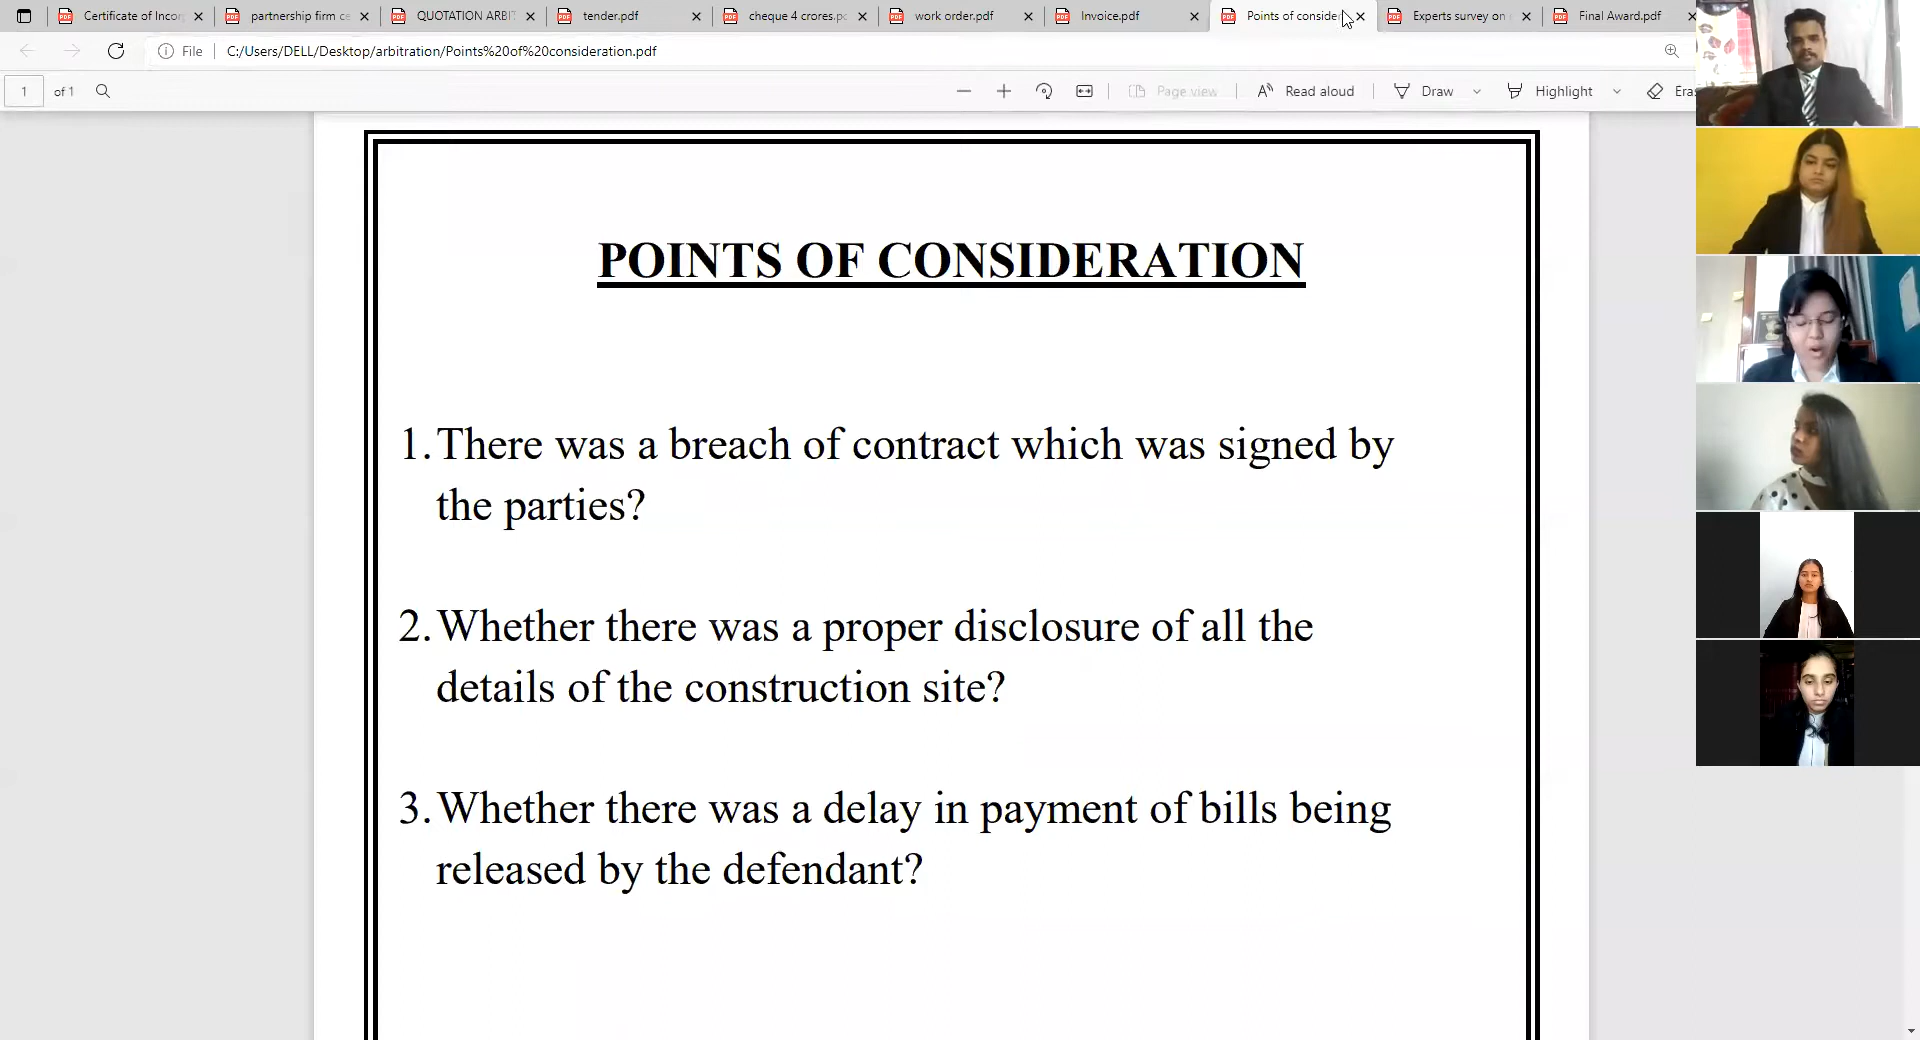 Certificate of Incor
partnership firm ce
QUOTATION ARBIT
tender.pdf
cheque 4 crores.pd
work order.pdf
Invoice.pdf
Points of consider
Experts survey on
Final Award.pdf
File
C:/Users/DELL/Desktop/arbitration/Points%20of%20consideration.pdf
1
of 1
Page view
Read aloud
Draw
Highlight
Eras
POINTS OF CONSIDERATION
1. There was a breach of contract which was signed by
the parties?
2. Whether there was a proper disclosure of all the
details of the construction site?
3. Whether there was a delay in payment of bills being
released by the defendant?